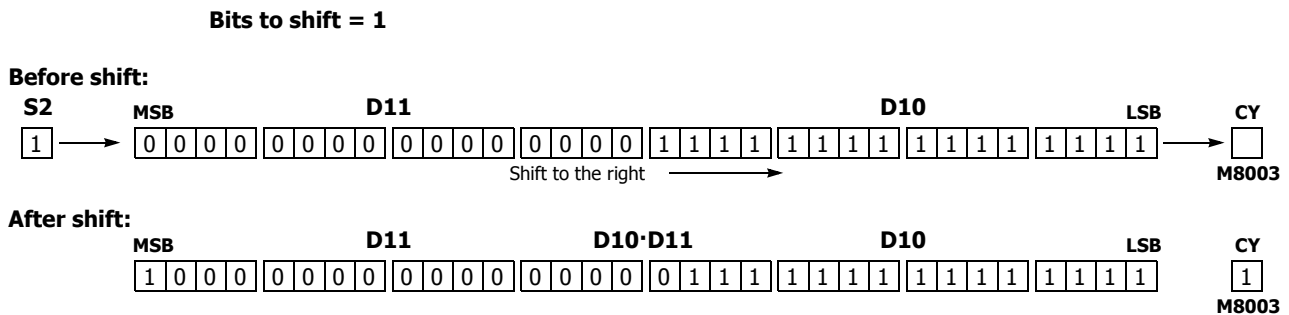 Bits to shift = 1
Before shift:
S2 MSB D11 D10 LSB CY
1 0 0 0 0 0 0 0 0 0 0 0 0 0 0 0 0 1 1 1 1 1 1 1 1 1 1 1 1 1 1 1 1
Shift to the right M8003
After shift:
MSB D11 D10·D11 D10 LSB CY
1 0 0 0 0 0 0 0 0 0 0 0 0 0 0 0 0 1 1 1 1 1 1 1 1 1 1 1 1 1 1 1 1
M8003